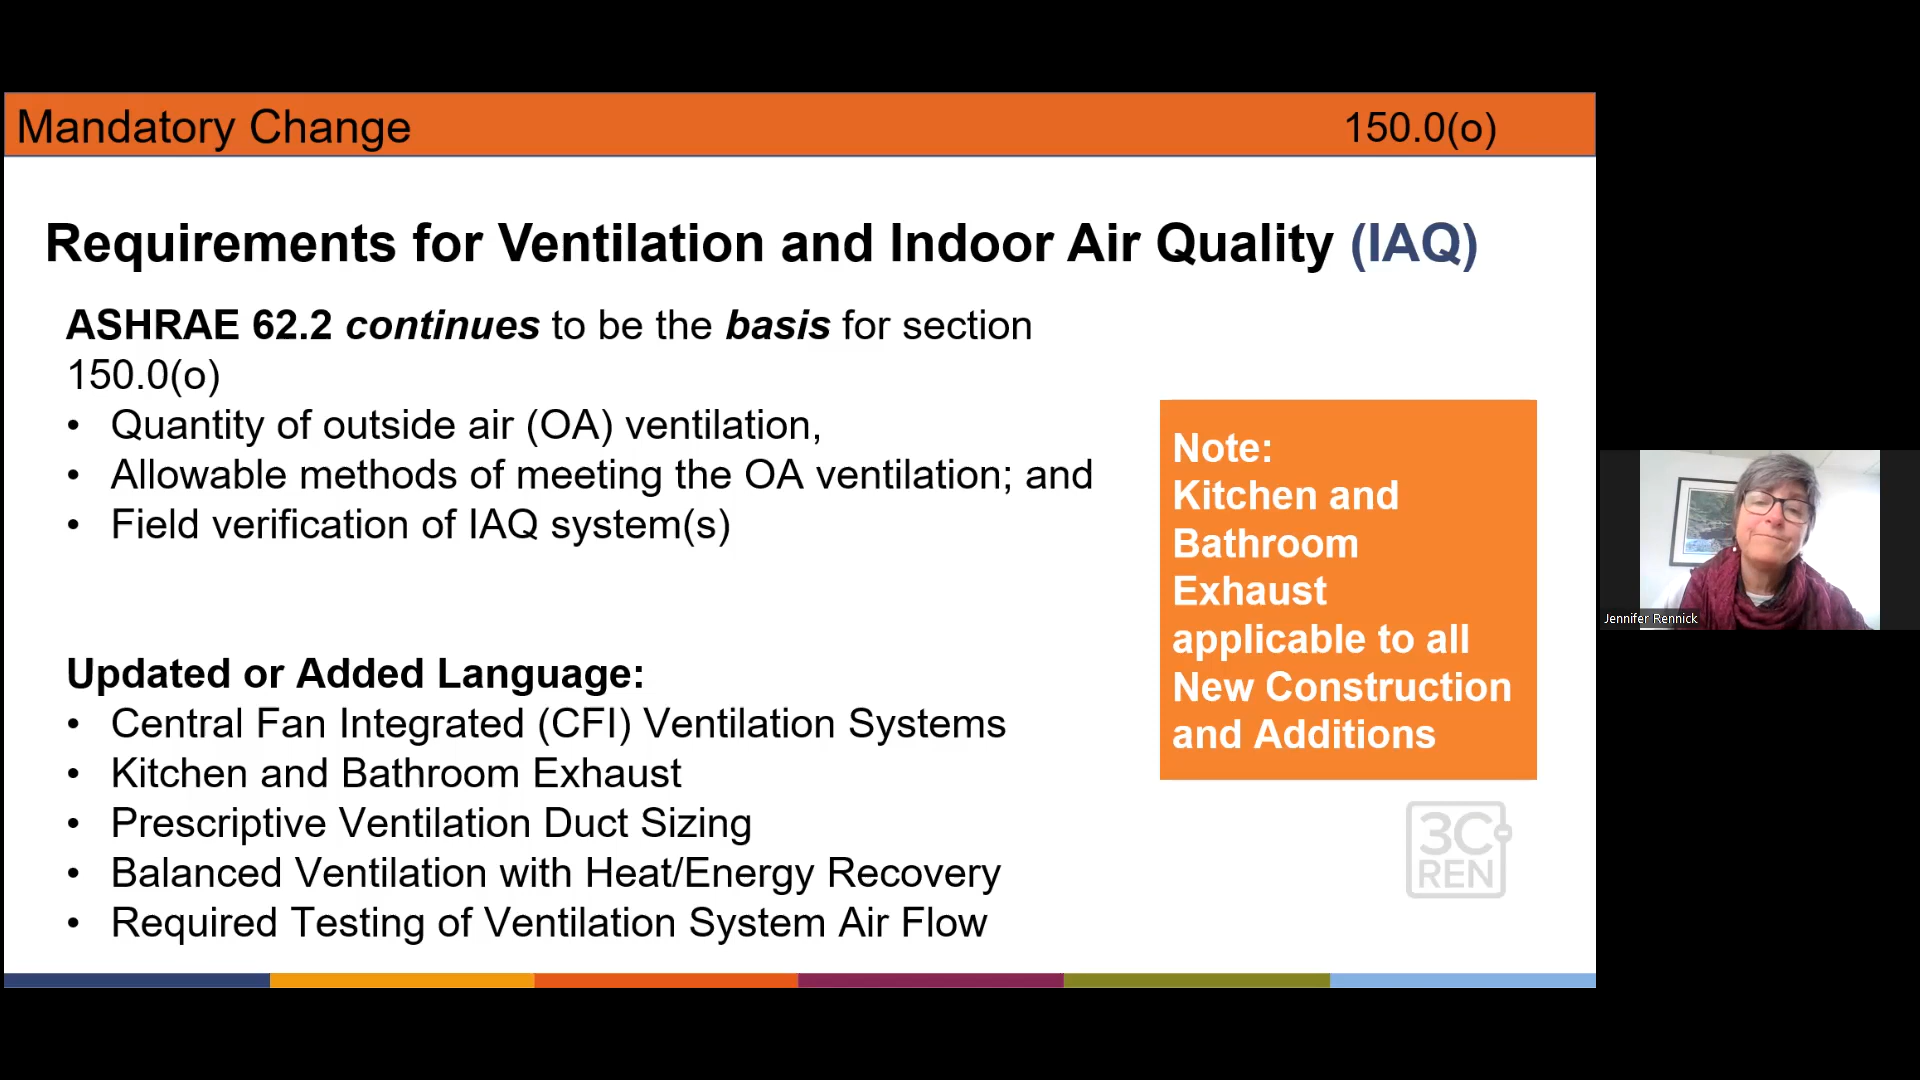 Mandatory Change 150.0(o)
Requirements for Ventilation and Indoor Air Quality (IAQ)
ASHRAE 62.2 continues to be the basis for section
150.0(o)
• Quantity of outside air (OA) ventilation,
• Allowable methods of meeting the OA ventilation; and
• Field verification of IAQ system(s)
Updated or Added Language:
• Central Fan Integrated (CFI) Ventilation Systems
• Kitchen and Bathroom Exhaust
• Prescriptive Ventilation Duct Sizing
• Balanced Ventilation with Heat/Energy Recovery
• Required Testing of Ventilation System Air Flow
Note:
Kitchen and
Bathroom
Exhaust
applicable to all
New Construction
and Additions
3C-
REN
Jennifer Rennick